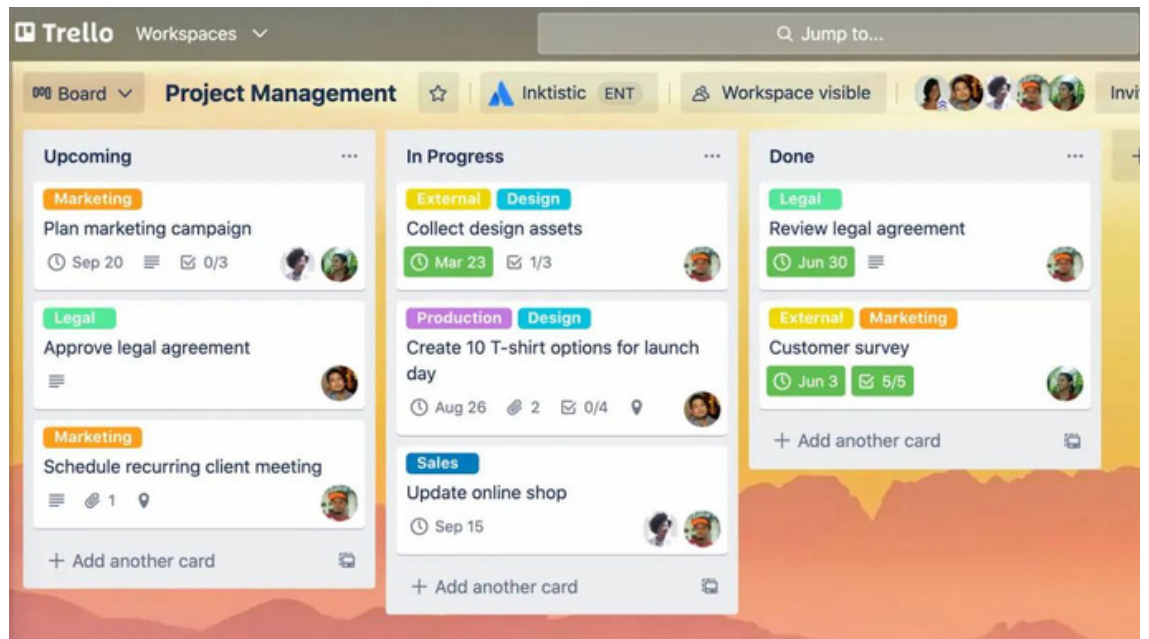 Trello Workspaces Jump to...
Board Project Management Inktistic ENT Workspace visible Invi
Upcoming
Marketing
Plan marketing campaign
Sep 20 0/3
Legal
Approve legal agreement
Marketing
Schedule recurring client meeting
1
+ Add another card
In Progress
External Design
Collect design assets
Mar 23 1/3
Production Design
Create 10 T-shirt options for launch
day
Aug 26 2 0/4
Sales
Update online shop
Sep 15
+ Add another card
Done
Legal
Review legal agreement
Jun 30
External Marketing
Customer survey
Jun 3 5/5
+ Add another card